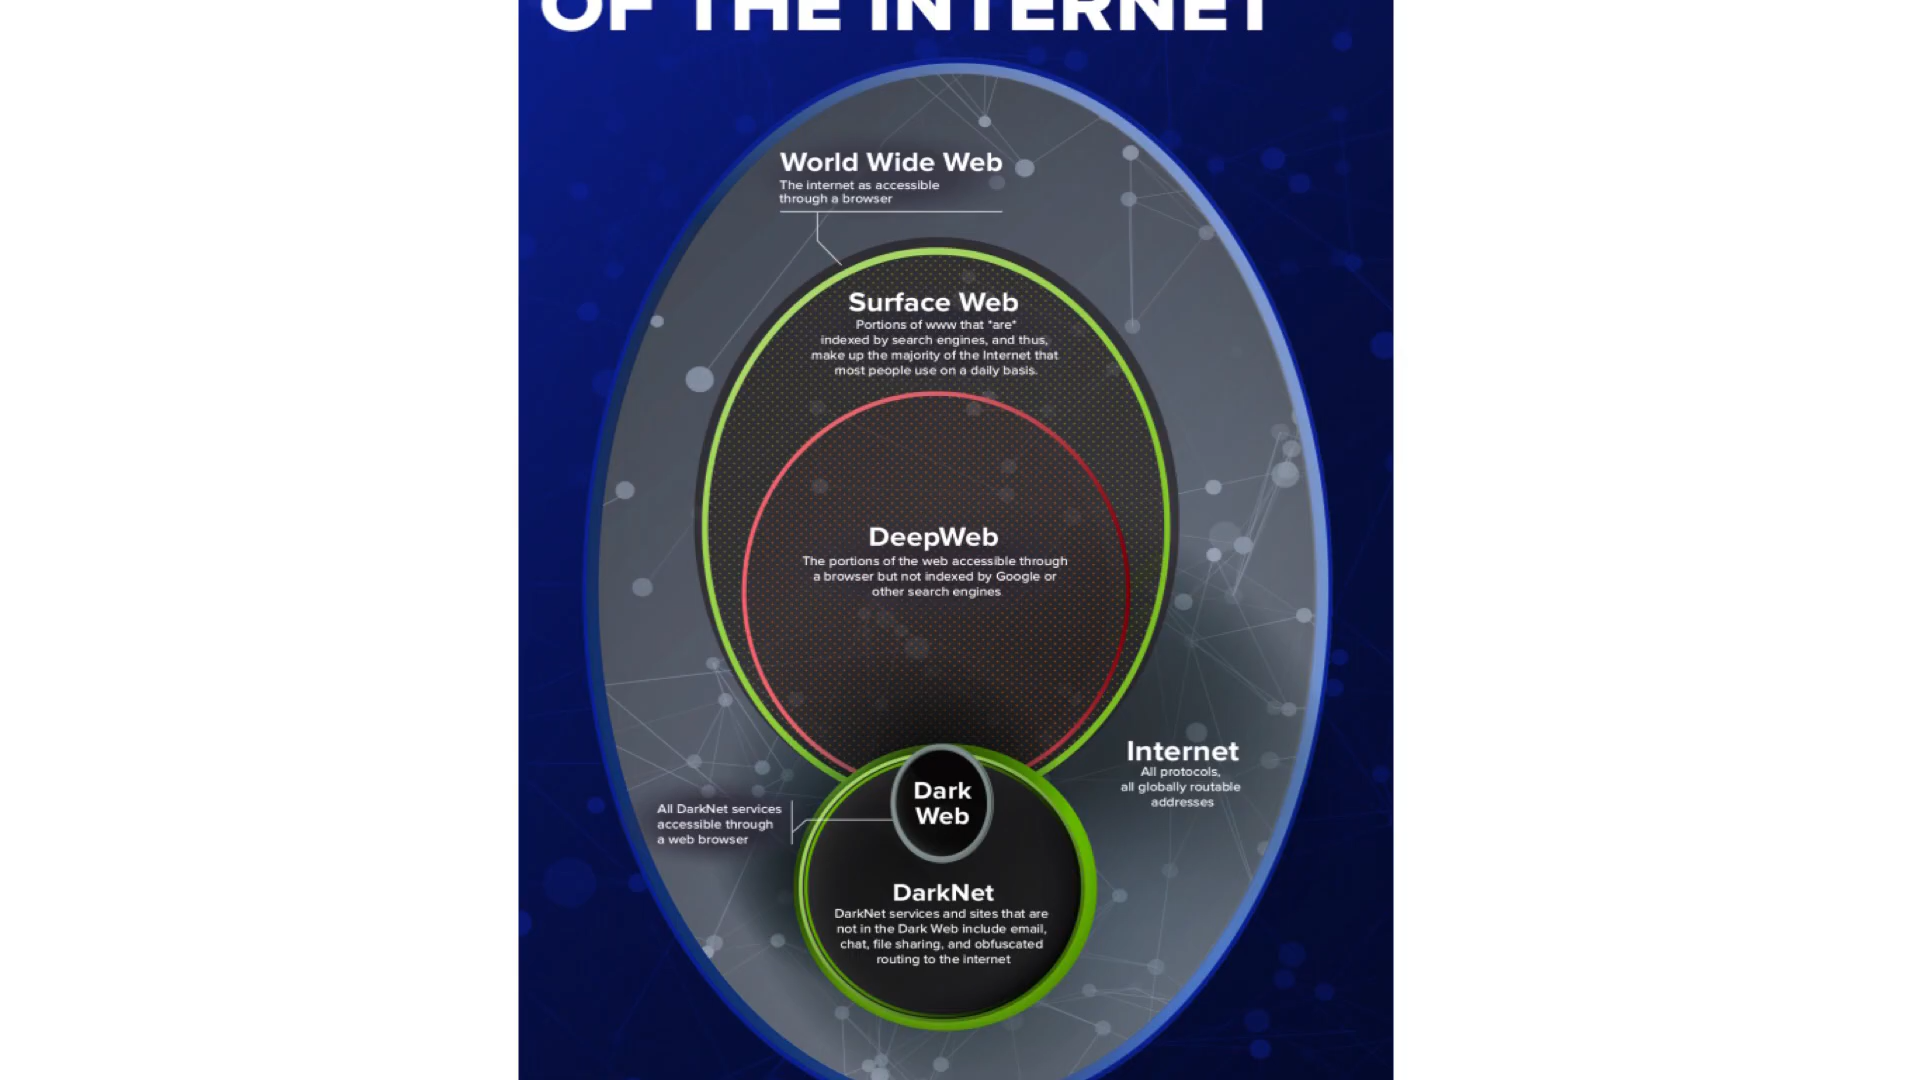 OF THE INTERNET
World Wide Web
The internet as accessible
through a browser
Surface Web
Portions of www that *are*
indexed by search engines, and thus,
make up the majority of the Internet that
most people use on a daily basis.
DeepWeb
The portions of the web accessible through
a browser but not indexed by Google or
other search engines
Internet
All protocols,
all globally routable
addresses
Dark
Web
All DarkNet services
accessible through
a web browser
DarkNet
DarkNet services and sites that are
not in the Dark Web include email,
chat, file sharing, and obfuscated
routing to the internet